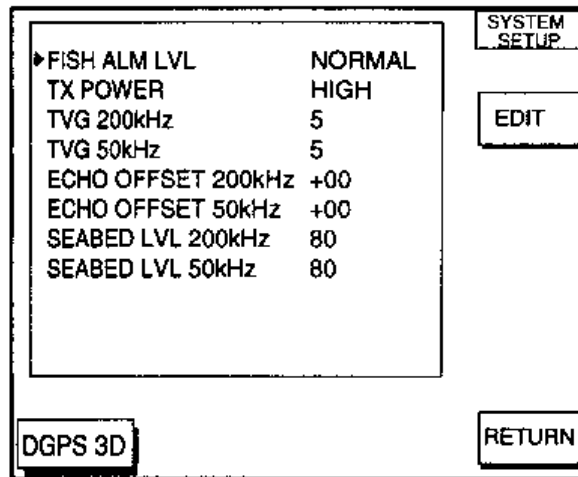 SYSTEM
SETUP
▶FISH ALM LVL NORMAL
TX POWER HIGH
TVG 200kHz 5
TVG 50kHz 5
ECHO OFFSET 200kHz +00
ECHO OFFSET 50kHz +00
SEABED LVL 200kHz 80
SEABED LVL 50kHz 80
EDIT
DGPS 3D
RETURN